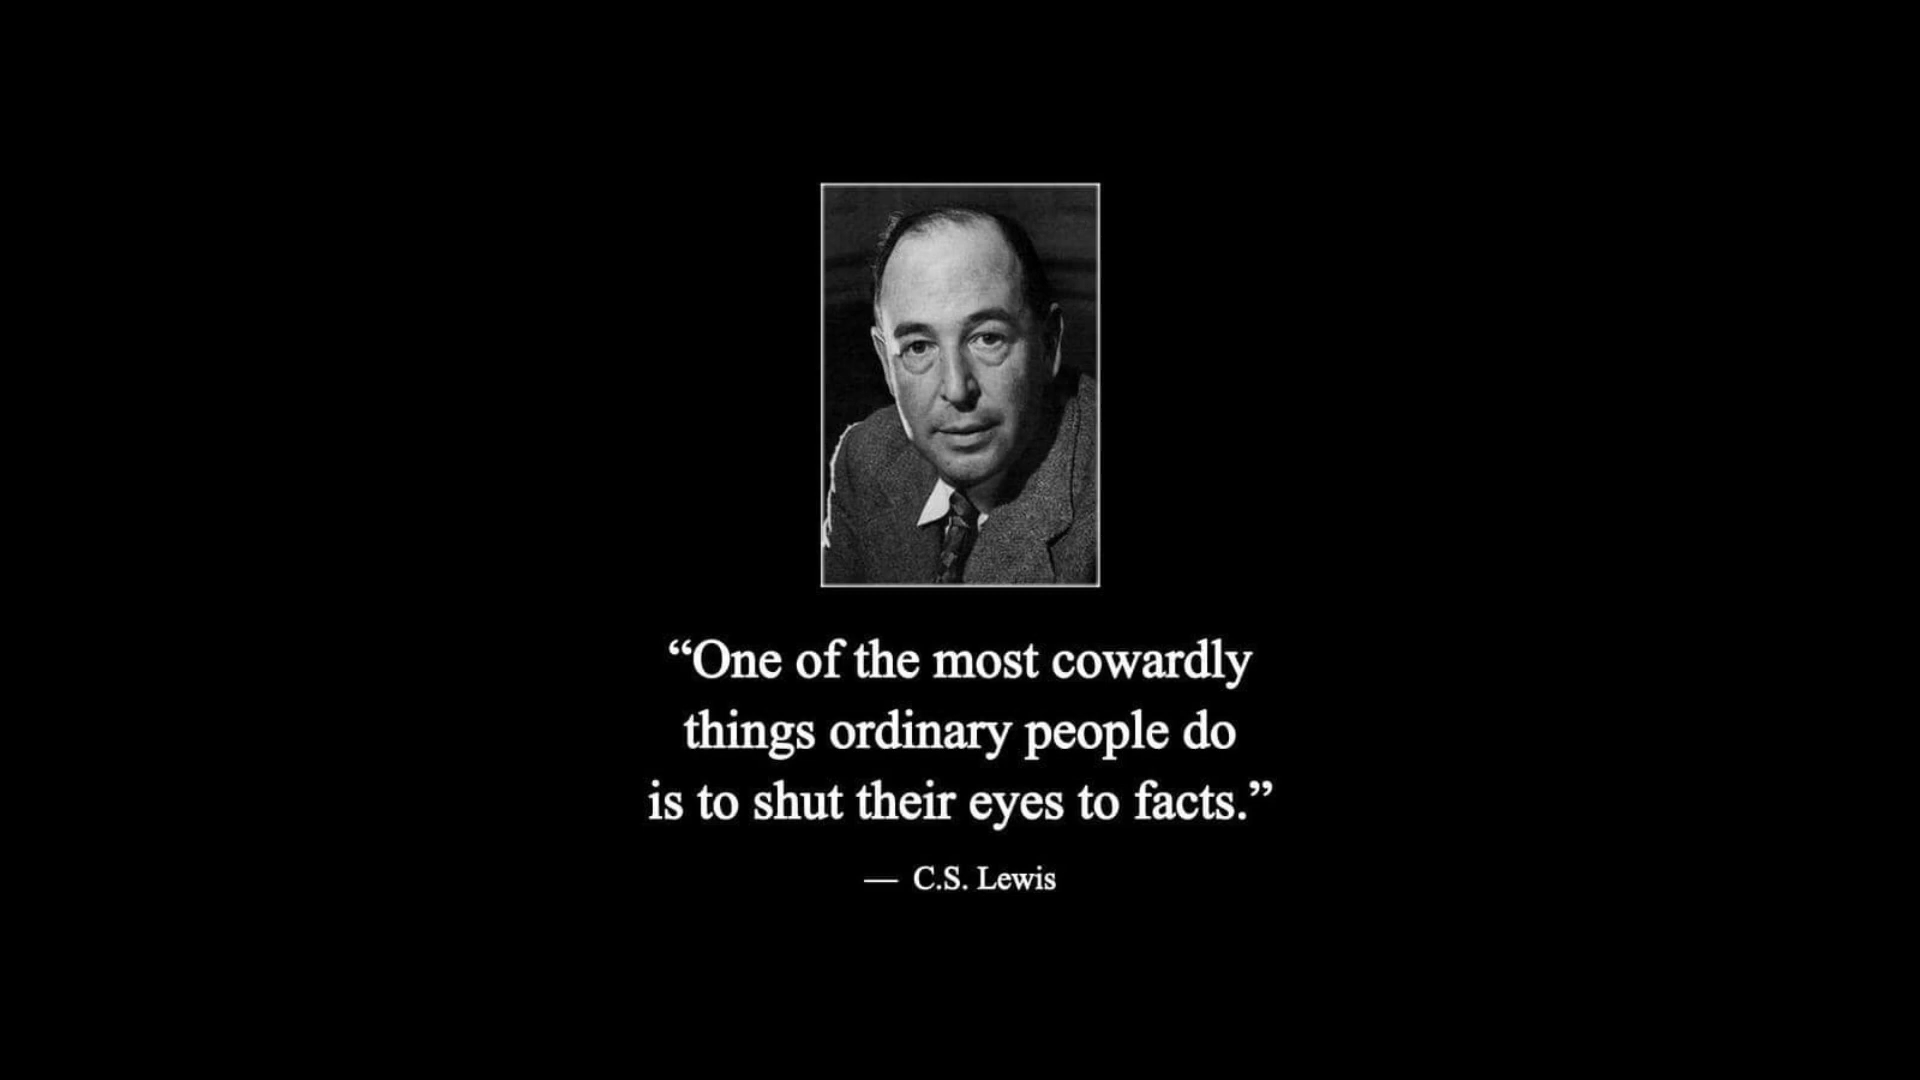 “One of the most cowardly
things ordinary people do
is to shut their eyes to facts.”
— C.S. Lewis